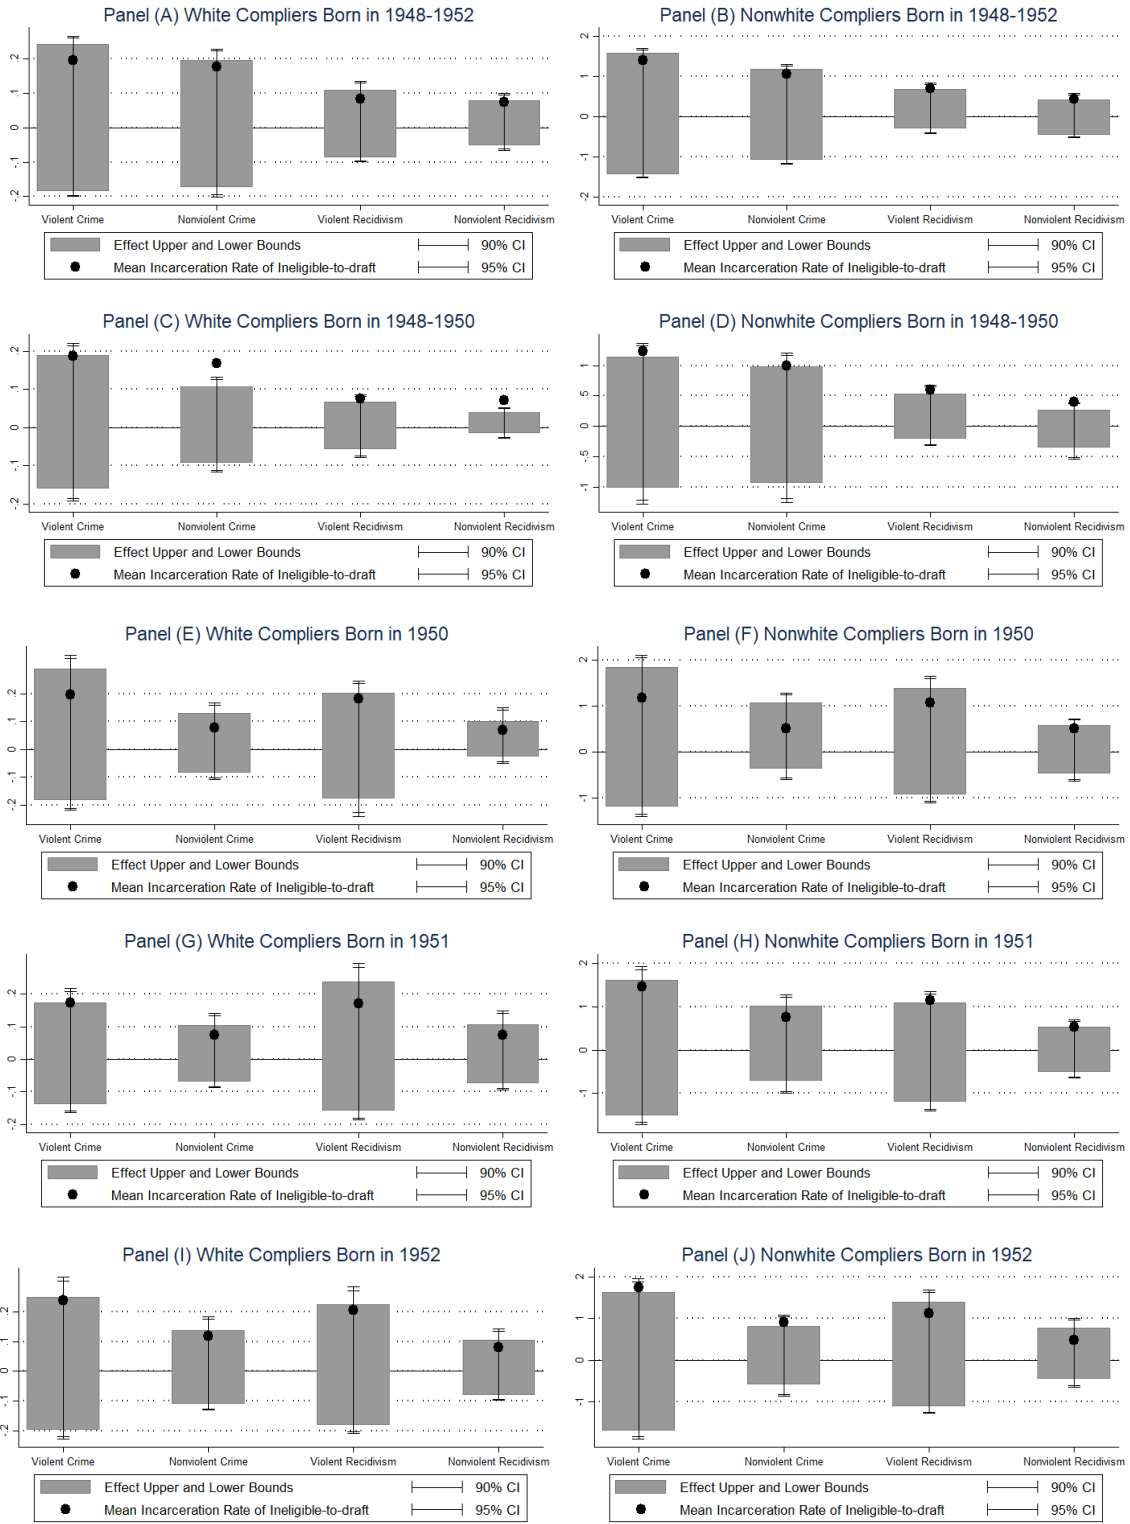 Panel (A) White Compliers Born in 1948-1952
.2
.1
0
-.1
-.2
Violent Crime Nonviolent Crime Violent Recidivism Nonviolent Recidivism
Effect Upper and Lower Bounds 90% CI
Mean Incarceration Rate of Ineligible-to-draft 95% CI
Panel (B) Nonwhite Compliers Born in 1948-1952
2
1
0
-1
-2
Violent Crime Nonviolent Crime Violent Recidivism Nonviolent Recidivism
Effect Upper and Lower Bounds 90% CI
Mean Incarceration Rate of Ineligible-to-draft 95% CI
Panel (C) White Compliers Born in 1948-1950
.2
.1
0
-.1
-.2
Violent Crime Nonviolent Crime Violent Recidivism Nonviolent Recidivism
Effect Upper and Lower Bounds 90% CI
Mean Incarceration Rate of Ineligible-to-draft 95% CI
Panel (D) Nonwhite Compliers Born in 1948-1950
1
.5
0
-.5
-1
Violent Crime Nonviolent Crime Violent Recidivism Nonviolent Recidivism
Effect Upper and Lower Bounds 90% CI
Mean Incarceration Rate of Ineligible-to-draft 95% CI
Panel (E) White Compliers Born in 1950
.2
.1
0
-.1
-.2
Violent Crime Nonviolent Crime Violent Recidivism Nonviolent Recidivism
Effect Upper and Lower Bounds 90% CI
Mean Incarceration Rate of Ineligible-to-draft 95% CI
Panel (F) Nonwhite Compliers Born in 1950
2
1
0
-1
Violent Crime Nonviolent Crime Violent Recidivism Nonviolent Recidivism
Effect Upper and Lower Bounds 90% CI
Mean Incarceration Rate of Ineligible-to-draft 95% CI
Panel (G) White Compliers Born in 1951
.2
.1
0
-.1
-.2
Violent Crime Nonviolent Crime Violent Recidivism Nonviolent Recidivism
Effect Upper and Lower Bounds 90% CI
Mean Incarceration Rate of Ineligible-to-draft 95% CI
Panel (H) Nonwhite Compliers Born in 1951
2
1
0
-1
Violent Crime Nonviolent Crime Violent Recidivism Nonviolent Recidivism
Effect Upper and Lower Bounds 90% CI
Mean Incarceration Rate of Ineligible-to-draft 95% CI
Panel (I) White Compliers Born in 1952
.2
.1
0
-.1
-.2
Violent Crime Nonviolent Crime Violent Recidivism Nonviolent Recidivism
Effect Upper and Lower Bounds 90% CI
Mean Incarceration Rate of Ineligible-to-draft 95% CI
Panel (J) Nonwhite Compliers Born in 1952
2
1
0
-1
Violent Crime Nonviolent Crime Violent Recidivism Nonviolent Recidivism
Effect Upper and Lower Bounds 90% CI
Mean Incarceration Rate of Ineligible-to-draft 95% CI